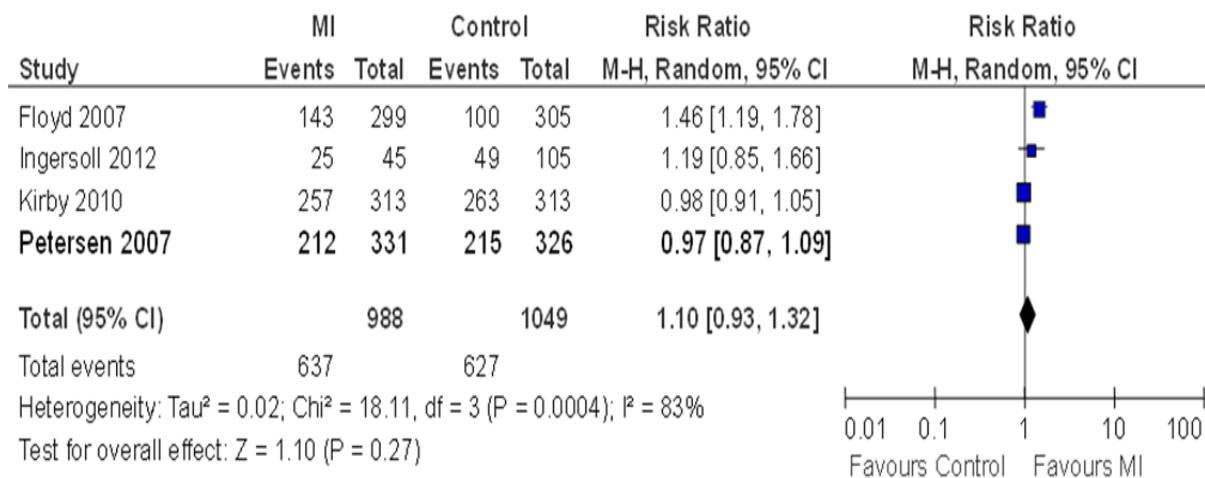 MI Control Risk Ratio Risk Ratio
Study Events Total Events Total M-H, Random, 95% CI M-H, Random, 95% CI
Floyd 2007 143 299 100 305 1.46 [1.19, 1.78]
Ingersoll 2012 25 45 49 105 1.19 [0.85, 1.66]
Kirby 2010 257 313 263 313 0.98 [0.91, 1.05]
Petersen 2007 212 331 215 326 0.97 [0.87, 1.09]
Total (95% CI) 988 1049 1.10 [0.93, 1.32]
Total events 637 627
Heterogeneity: Tau² = 0.02; Chi² = 18.11, df = 3 (P = 0.0004); I² = 83%
Test for overall effect: Z = 1.10 (P = 0.27)
0.01 0.1 1 10 100
Favours Control Favours MI